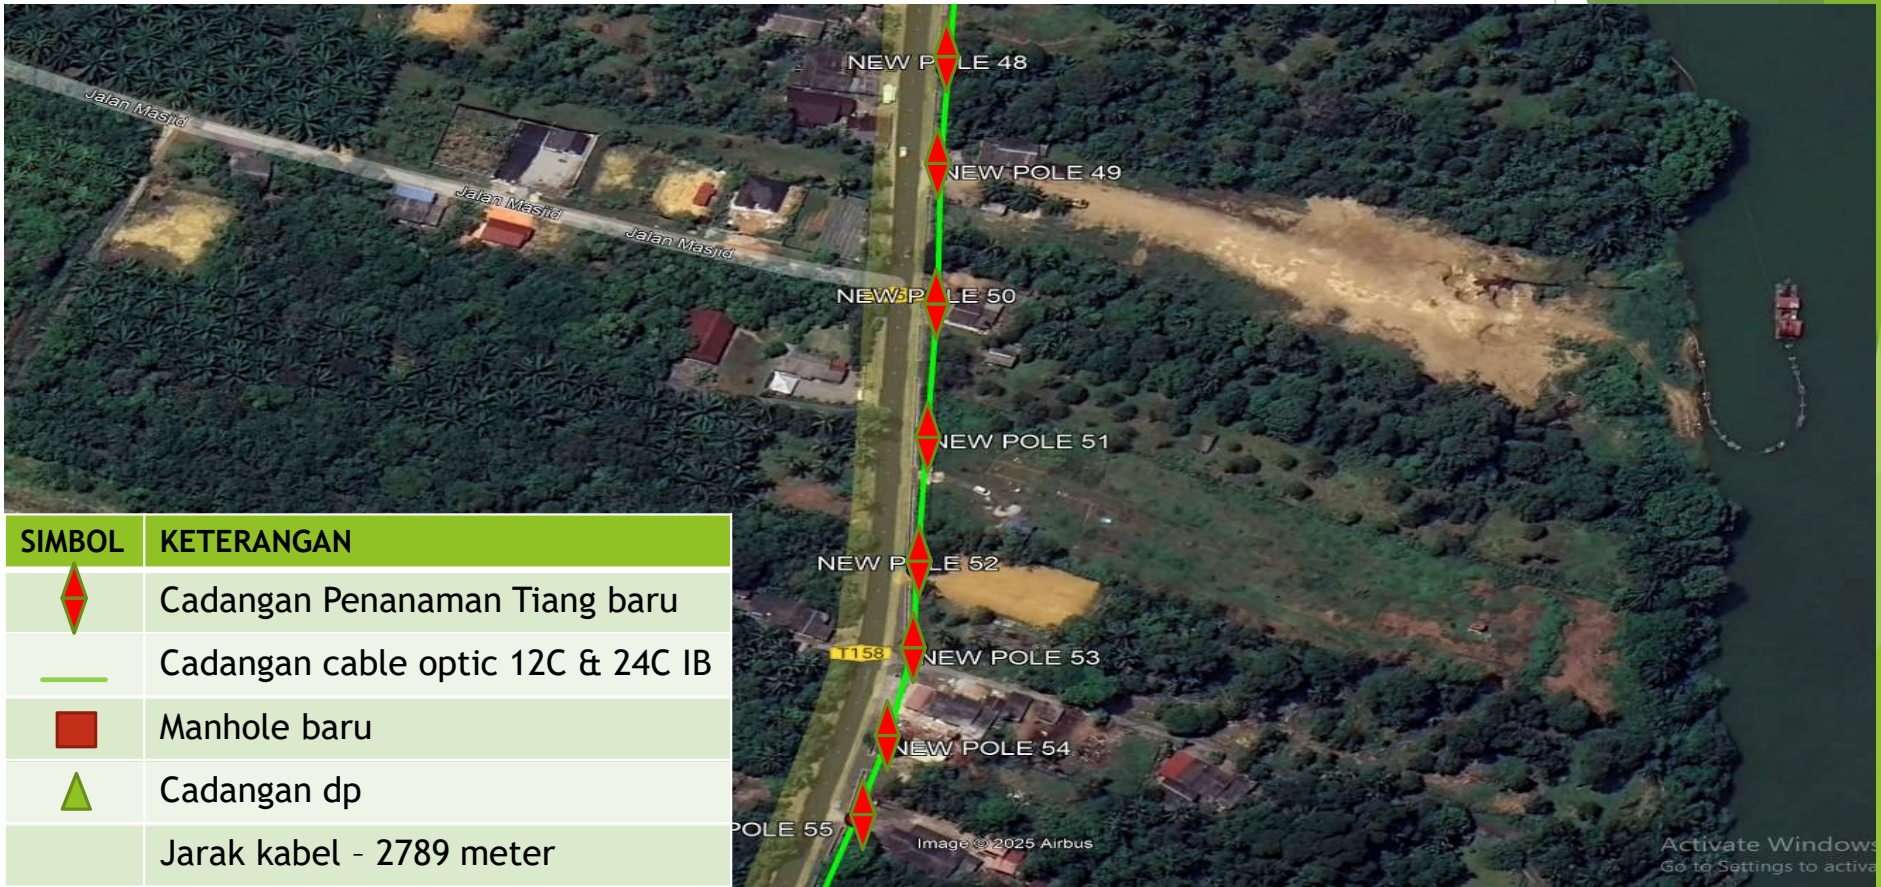 NEW POLE 48
Jalan Masjid
NEW POLE 49
Jalan Masjid
Jalan Masjid
NEW POLE 50
NEW POLE 51
SIMBOL KETERANGAN
NEW POLE 52
Cadangan Penanaman Tiang baru
T158
NEW POLE 53
Cadangan cable optic 12C & 24C IB
Manhole baru
NEW POLE 54
Cadangan dp
POLE 55
Image © 2025 Airbus
Jarak kabel – 2789 meter
Activate Windows
Go to Settings to activa